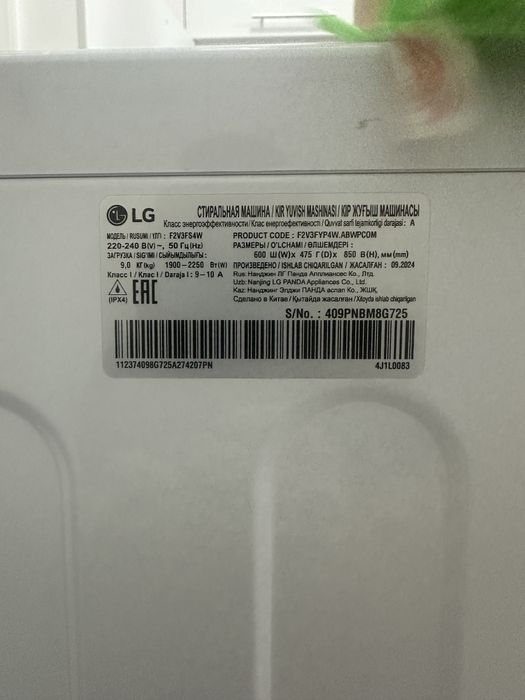 LG
СТИРАЛЬНАЯ МАШИНА / KIR YUVISH MASHINASI / КІР ЖУҒЫШ МАШИНАСЫ
Класс энергоэффективности / Клас енергоефективності / Quvvat sarfi tejamkorligi darajasi : A
МОДЕЛЬ / RUSUMI / ҮЛГІ : F2V3FS4W
PRODUCT CODE : F2V3FYP4W.ABWPCOM
220-240 В(V)~, 50 Гц(Hz)
РАЗМЕРЫ / O'LCHAMI / ӨЛШЕМДЕРІ :
ЗАГРУЗКА / SIG'IMI / СЫЙЫМДЫЛЫҒЫ :
600 Ш(W)x 475 Г(D)x 850 В(H), мм(mm)
9,0 КГ(kg) 1900-2250 Вт(W)
ПРОИЗВЕДЕНО / ISHLAB CHIQARILGAN / ЖАСАЛҒАН : 09.2024
Класс I / Клас I / Daraja I : 9-10 A
Rus: Нанджин ЛГ Панда Апплиансес Ко., Лтд.
Uzb: Nanjing LG PANDA Appliances Co., Ltd.
Kaz: Нанджинг Элджи ПАНДА аспап Ко., ЖШҚ
(IPX4)
EAC
Сделано в Китае / Қытайда жасалған / Xitoyda ishlab chiqarilgan
S/No. : 409PNBM8G725
112374098G725A274207PN
4J1L0083